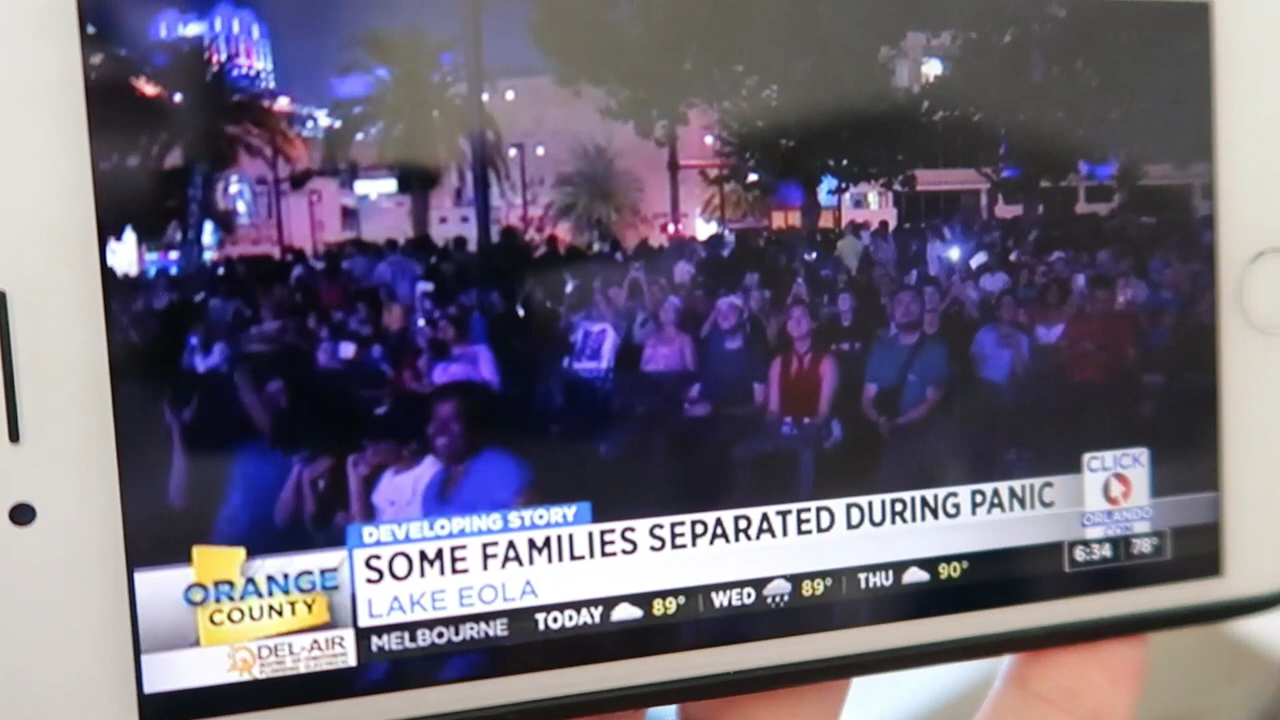 DEVELOPING STORY
SOME FAMILIES SEPARATED DURING PANIC
LAKE EOLA
ORANGE
COUNTY
CLICK
ORLANDO
6:34 78°
MELBOURNE TODAY 89° WED 89° THU 90°
DEL-AIR